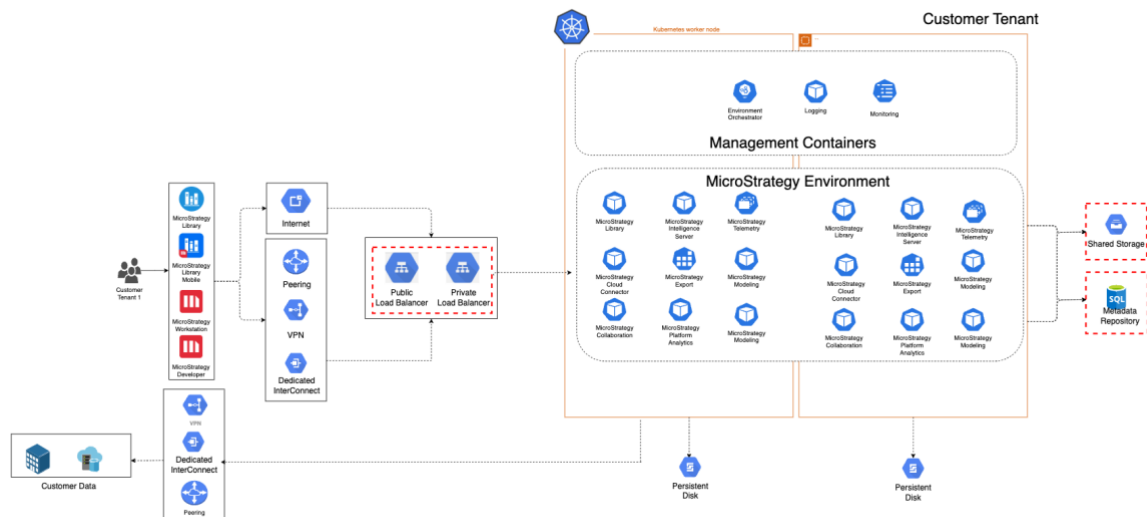 Customer Tenant
Kubernetes worker node
Environment
Orchestrator
Logging
Monitoring
Management Containers
MicroStrategy Environment
MicroStrategy
Library
MicroStrategy
Intelligence
Server
MicroStrategy
Telemetry
MicroStrategy
Library
MicroStrategy
Intelligence
Server
MicroStrategy
Telemetry
MicroStrategy
Cloud
Connector
MicroStrategy
Export
MicroStrategy
Modeling
MicroStrategy
Cloud
Connector
MicroStrategy
Export
MicroStrategy
Modeling
MicroStrategy
Collaboration
MicroStrategy
Platform
Analytics
MicroStrategy
Modeling
MicroStrategy
Collaboration
MicroStrategy
Platform
Analytics
MicroStrategy
Modeling
Customer
Tenant 1
MicroStrategy
Library
MicroStrategy
Library
Mobile
MicroStrategy
Workstation
MicroStrategy
Developer
Internet
Peering
VPN
Dedicated
InterConnect
Public
Load Balancer
Private
Load Balancer
Shared Storage
SQL
Metadata
Repository
VPN
Dedicated
InterConnect
Peering
Customer Data
Persistent
Disk
Persistent
Disk